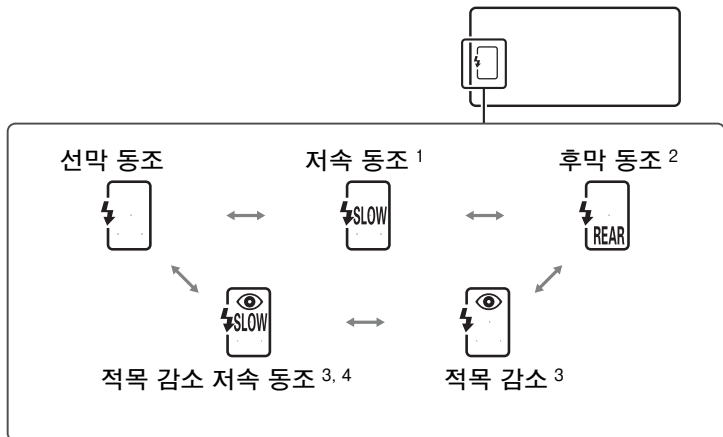 선막 동조
저속 동조 1
후막 동조 2
SLOW
REAR
SLOW
적목 감소 저속 동조 3, 4
적목 감소 3